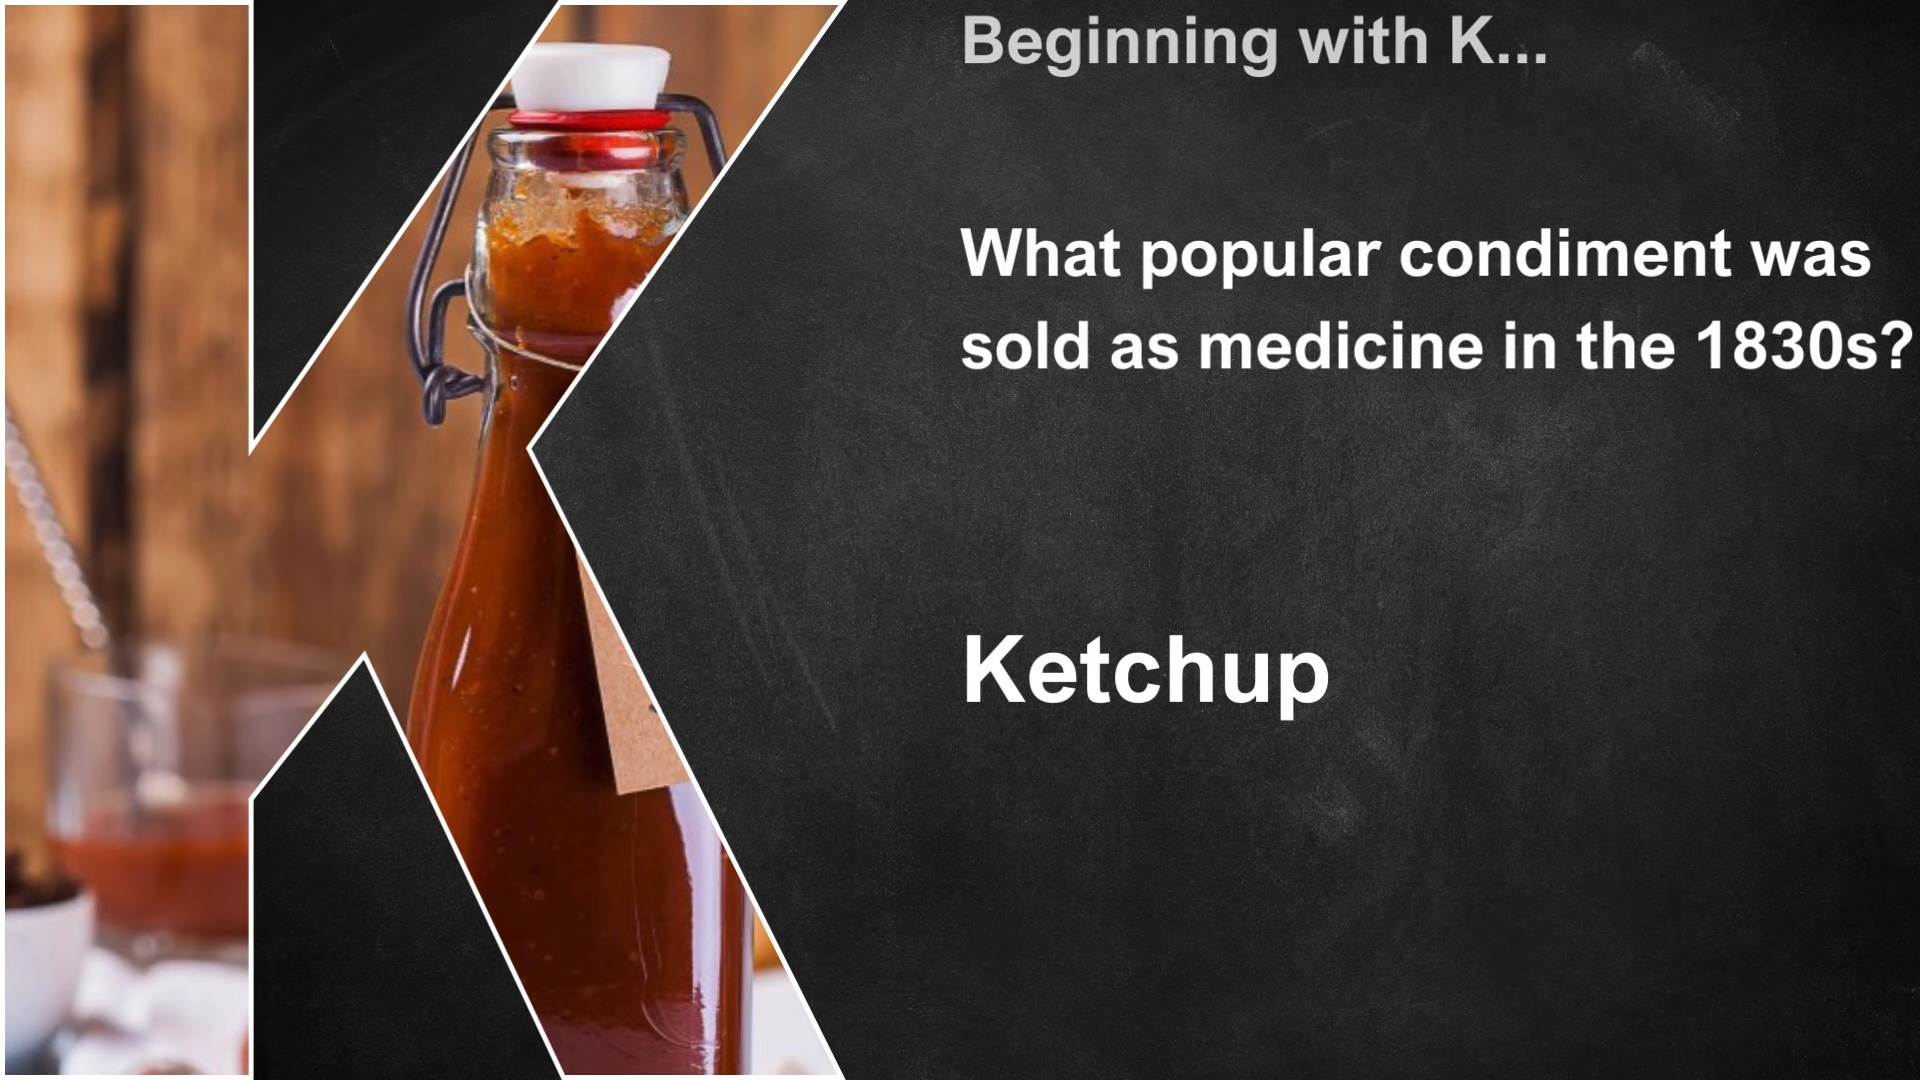 Beginning with K...
What popular condiment was
sold as medicine in the 1830s?
Ketchup